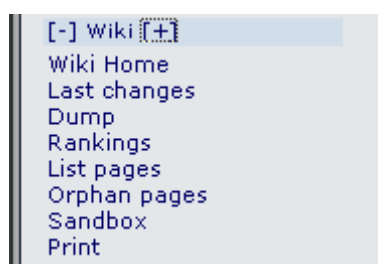 [-] Wiki [+]
Wiki Home
Last changes
Dump
Rankings
List pages
Orphan pages
Sandbox
Print